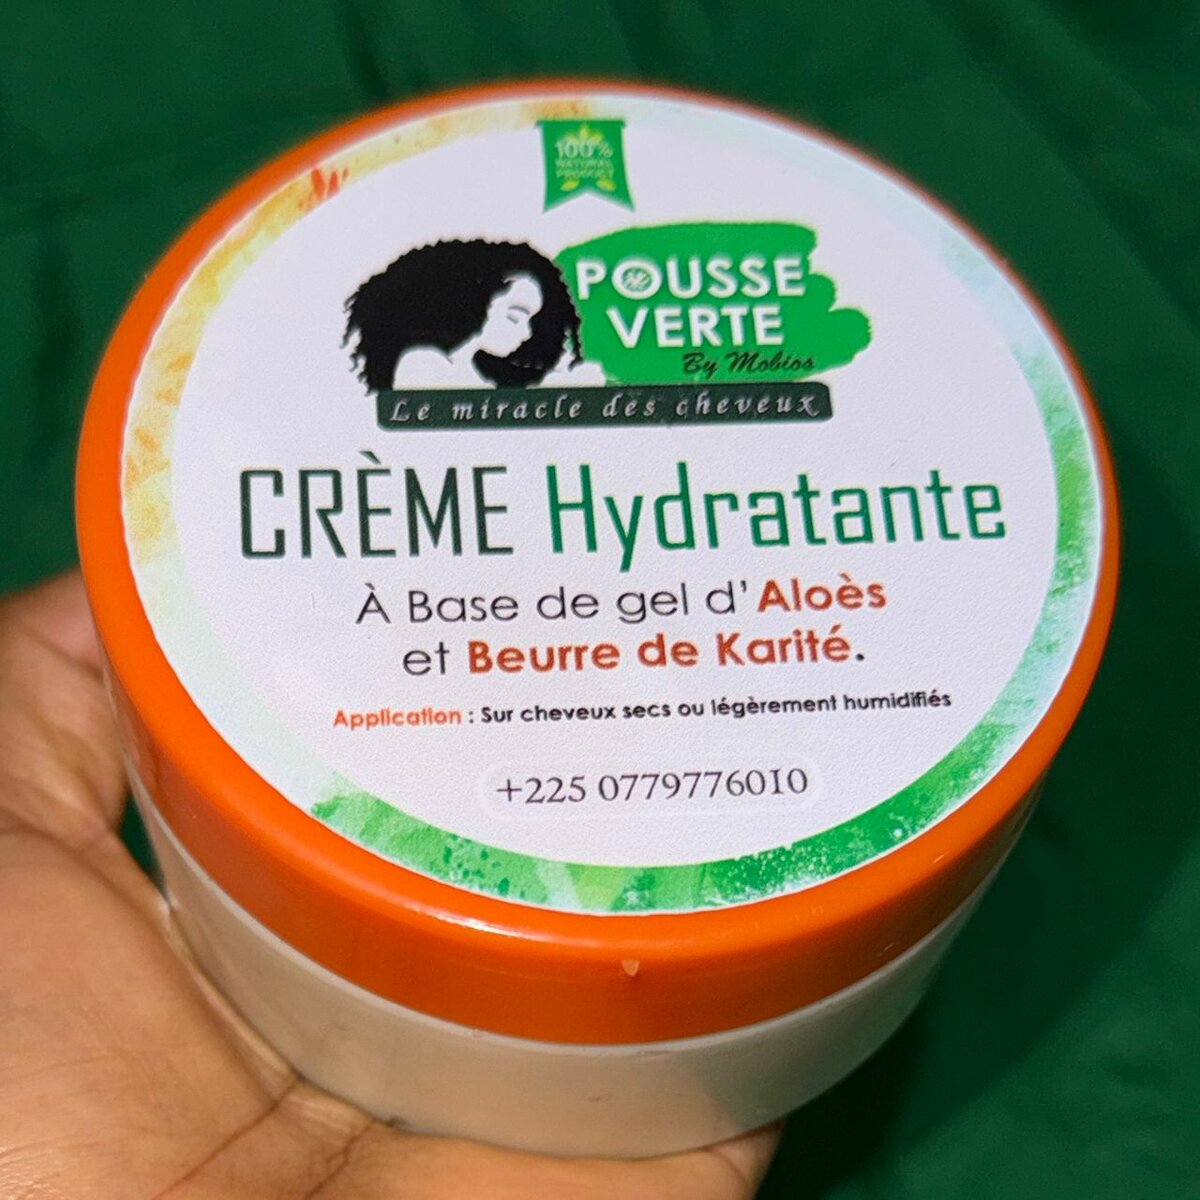 100%
NATUREL
PRODUCT
POUSSE
VERTE
By Mobios
Le miracle des cheveux
CRÈME Hydratante
À Base de gel d'Aloès
et Beurre de Karité.
Application : Sur cheveux secs ou légèrement humidifiés
+225 0779776010